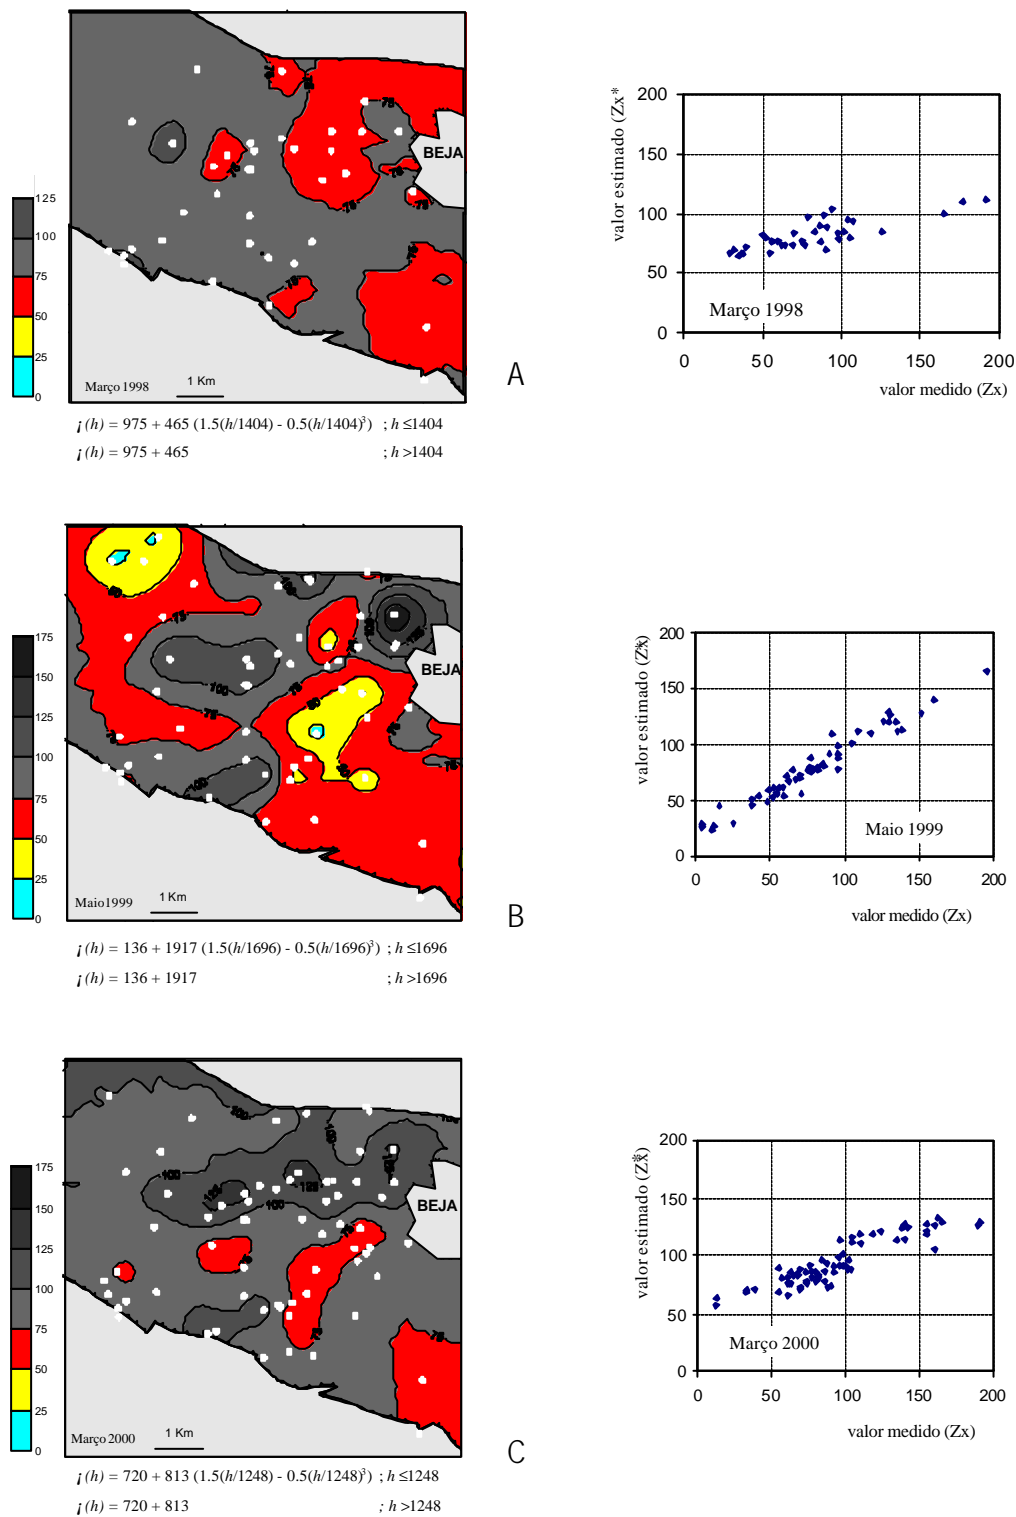 BEJA
125
100
75
50
25
0
Março 1998
1 Km
A
γ(h) = 975 + 465 (1.5(h/1404) - 0.5(h/1404)³) ; h ≤1404
γ(h) = 975 + 465 ; h >1404
valor estimado (Zx*
200
150
100
50
0
Março 1998
0 50 100 150 200
valor medido (Zx)
BEJA
175
150
125
100
75
50
25
0
Maio1999
1 Km
B
γ(h) = 136 + 1917 (1.5(h/1696) - 0.5(h/1696)³) ; h ≤1696
γ(h) = 136 + 1917 ; h >1696
valor estimado (Zx*)
200
150
100
50
0
Maio 1999
0 50 100 150 200
valor medido (Zx)
BEJA
175
150
125
100
75
50
25
0
Março 2000
1 Km
C
γ(h) = 720 + 813 (1.5(h/1248) - 0.5(h/1248)³) ; h ≤1248
γ(h) = 720 + 813 ; h >1248
valor estimado (Zx*)
200
150
100
50
0
Março 2000
0 50 100 150 200
valor medido (Zx)